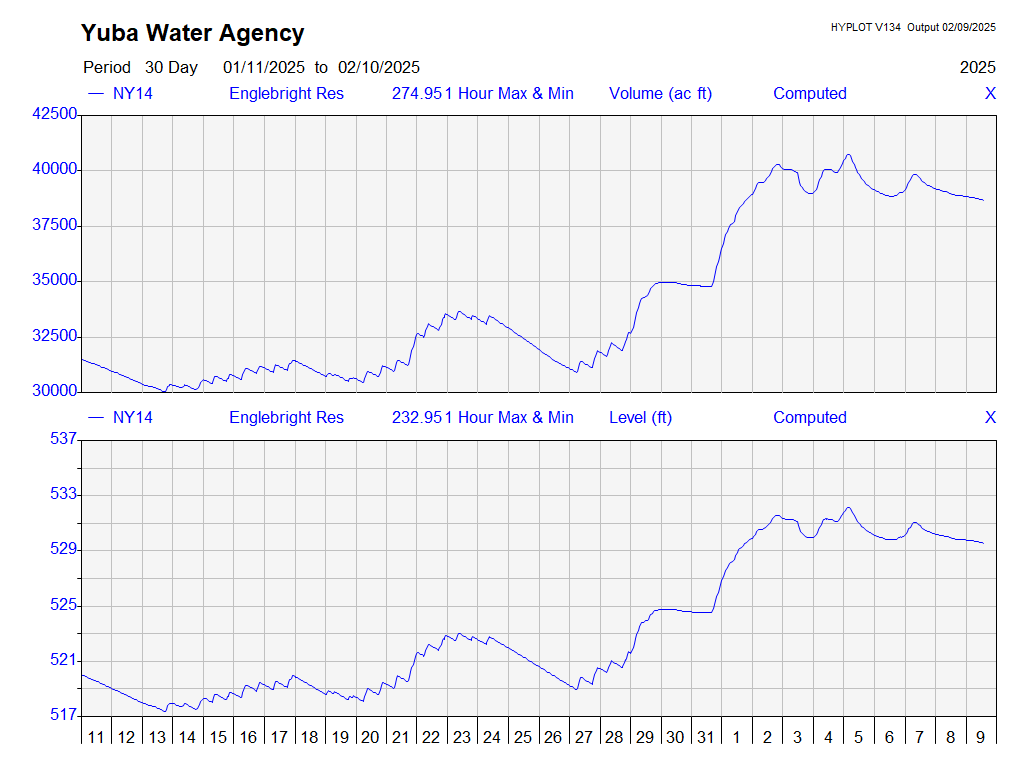 Yuba Water Agency
HYPLOT V134 Output 02/09/2025
Period 30 Day 01/11/2025 to 02/10/2025 2025
NY14 Englebright Res 274.951 Hour Max & Min Volume (ac ft) Computed X
42500
40000
37500
35000
32500
30000
NY14 Englebright Res 232.951 Hour Max & Min Level (ft) Computed X
537
533
529
525
521
517
11 12 13 14 15 16 17 18 19 20 21 22 23 24 25 26 27 28 29 30 31 1 2 3 4 5 6 7 8 9